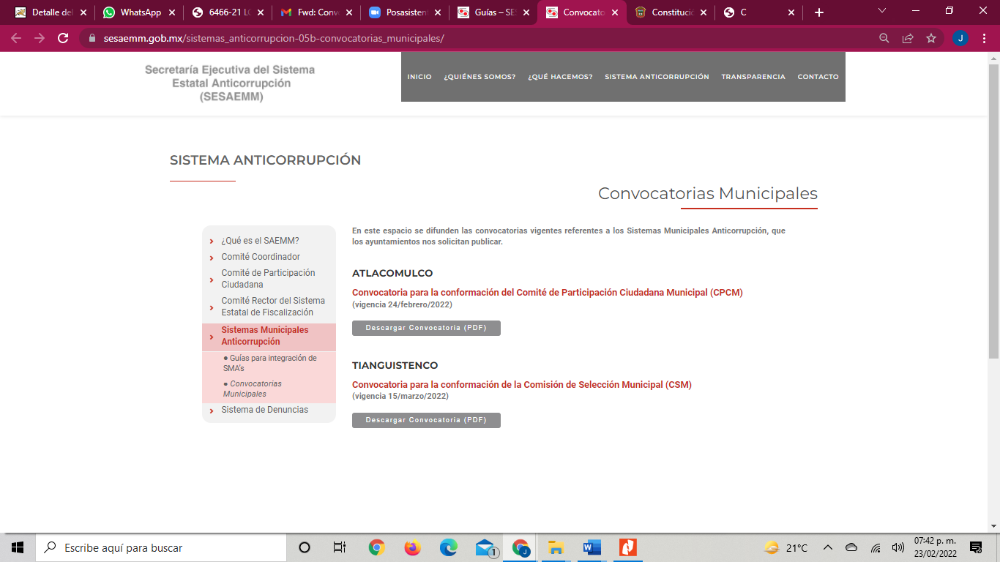 Detalle del
WhatsApp
6466-21 LO
Fwd: Conv
Posasisten
Guías – SES
Convocato
Constituci
C
sesaemm.gob.mx/sistemas_anticorrupcion-05b-convocatorias_municipales/
J
Secretaría Ejecutiva del Sistema
Estatal Anticorrupción
(SESAEMM)
INICIO ¿QUIÉNES SOMOS? ¿QUÉ HACEMOS? SISTEMA ANTICORRUPCIÓN TRANSPARENCIA CONTACTO
SISTEMA ANTICORRUPCIÓN
Convocatorias Municipales
¿Qué es el SAEMM?
Comité Coordinador
Comité de Participación
Ciudadana
Comité Rector del Sistema
Estatal de Fiscalización
Sistemas Municipales
Anticorrupción
● Guías para integración de
SMA's
● Convocatorias
Municipales
Sistema de Denuncias
En este espacio se difunden las convocatorias vigentes referentes a los Sistemas Municipales Anticorrupción, que
los ayuntamientos nos solicitan publicar.
ATLACOMULCO
Convocatoria para la conformación del Comité de Participación Ciudadana Municipal (CPCM)
(vigencia 24/febrero/2022)
Descargar Convocatoria (PDF)
TIANGUISTENCO
Convocatoria para la conformación de la Comisión de Selección Municipal (CSM)
(vigencia 15/marzo/2022)
Descargar Convocatoria (PDF)
Escribe aquí para buscar
1
J
21°C
07:42 p. m.
23/02/2022